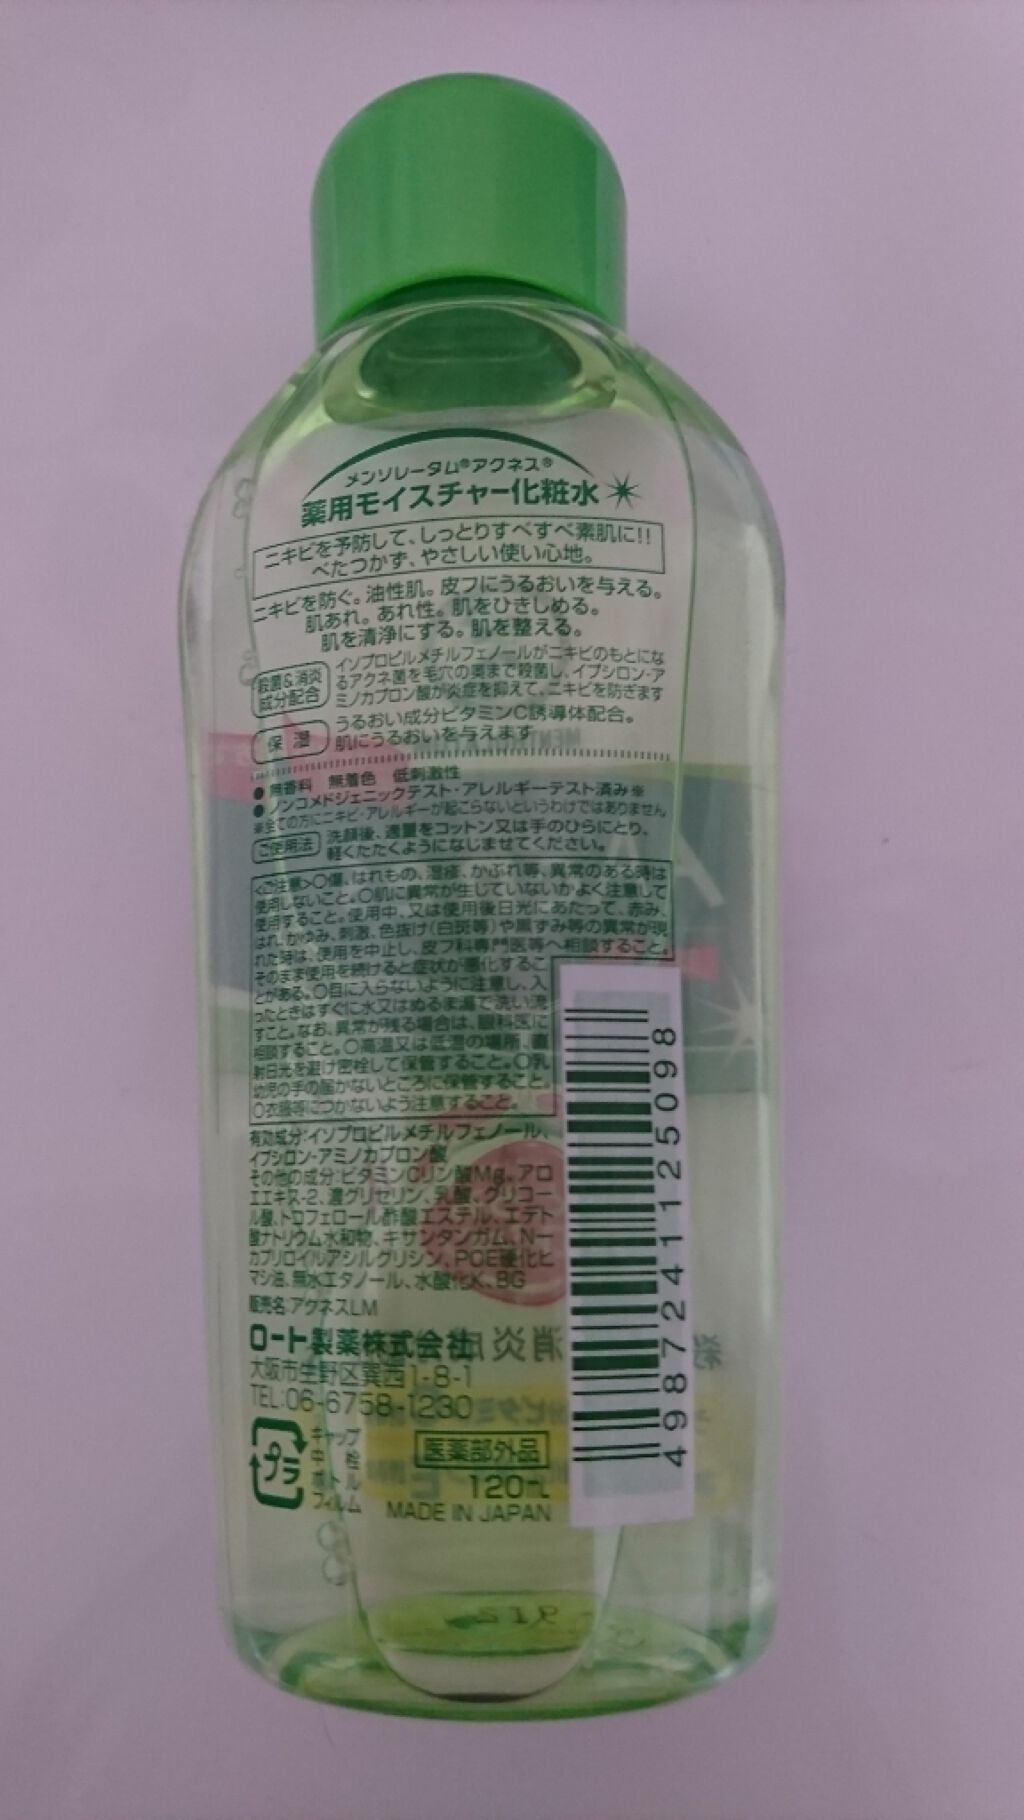 メンソレータム®アクネス®
薬用モイスチャー化粧水
ニキビを予防して、しっとりすべすべ素肌に!!
べたつかず、やさしい使い心地。
ニキビを防ぐ。油性肌。皮フにうるおいを与える。
肌あれ。あれ性。肌をひきしめる。
肌を清浄にする。肌を整える。
殺菌&消炎
成分配合
イソプロピルメチルフェノールがニキビのもとにな
るアクネ菌を毛穴の奥まで殺菌し、イプシロン-ア
ミノカプロン酸が炎症を抑えて、ニキビを防ぎます
保 湿
うるおい成分ビタミンC誘導体配合。
肌にうるおいを与えます
●無香料 無着色 低刺激性
●ノンコメドジェニックテスト・アレルギーテスト済み※
※全ての方にニキビ・アレルギーが起こらないというわけではありません
ご使用法
洗顔後、適量をコットン又は手のひらにとり、
軽くたたくようになじませてください。
<ご注意>○傷、はれもの、湿疹、かぶれ等、異常のある時は
使用しないこと。○肌に異常が生じていないかよく注意して
使用すること。使用中、又は使用後日光にあたって、赤み、
はれ、かゆみ、刺激、色抜け(白斑等)や黒ずみ等の異常が現
れた時は、使用を中止し、皮フ科専門医等へ相談すること。
そのまま使用を続けると症状が悪化するこ
とがある。○目に入らないように注意し、入
ったときはすぐに水又はぬるま湯で洗い流
すこと。なお、異常が残る場合は、眼科医に
相談すること。○高温又は低温の場所、直
射日光を避け密栓して保管すること。○乳
幼児の手の届かないところに保管すること。
○衣服等につかないよう注意すること。
有効成分:イソプロピルメチルフェノール、
イプシロン-アミノカプロン酸
その他の成分:ビタミンCリン酸Mg、アロ
エエキス-2、濃グリセリン、乳酸、グリコー
ル酸、トコフェロール酢酸エステル、エデト
酸ナトリウム水和物、キサンタンガム、N-
カプリロイルアシルグリシン、POE硬化ヒ
マシ油、無水エタノール、水酸化K、BG
販売名:アクネスLM
ロート製薬株式会社
大阪市生野区巽西1-8-1
TEL:06-6758-1230
プラ
キャップ
中 栓
ボトル
フィルム
医薬部外品
120mL
MADE IN JAPAN
4987241125098